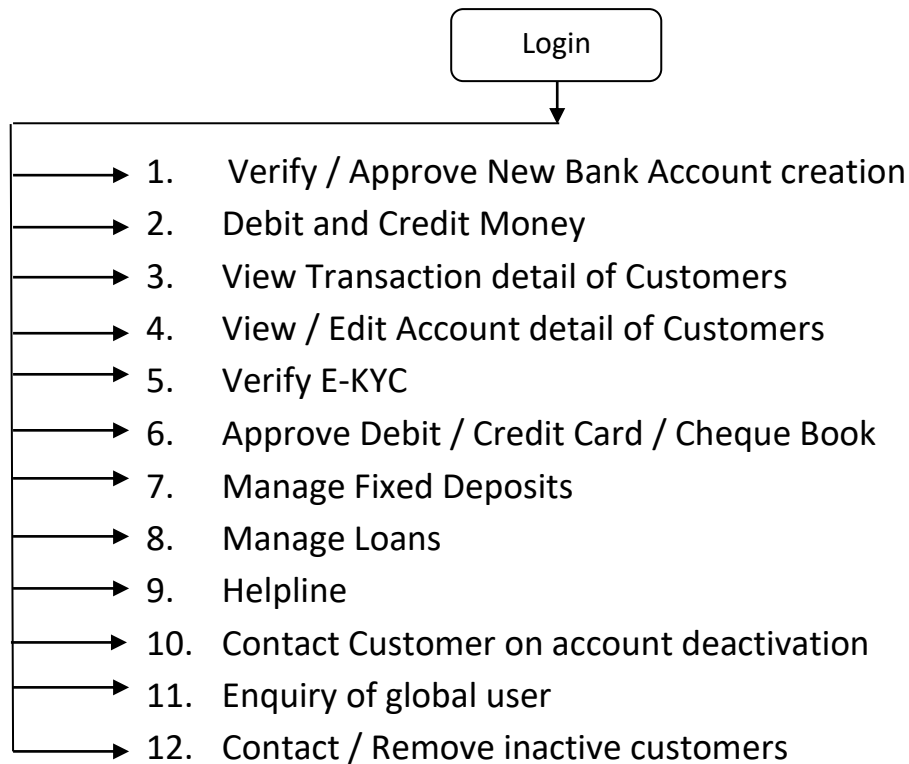 Login
1. Verify / Approve New Bank Account creation
2. Debit and Credit Money
3. View Transaction detail of Customers
4. View / Edit Account detail of Customers
5. Verify E-KYC
6. Approve Debit / Credit Card / Cheque Book
7. Manage Fixed Deposits
8. Manage Loans
9. Helpline
10. Contact Customer on account deactivation
11. Enquiry of global user
12. Contact / Remove inactive customers